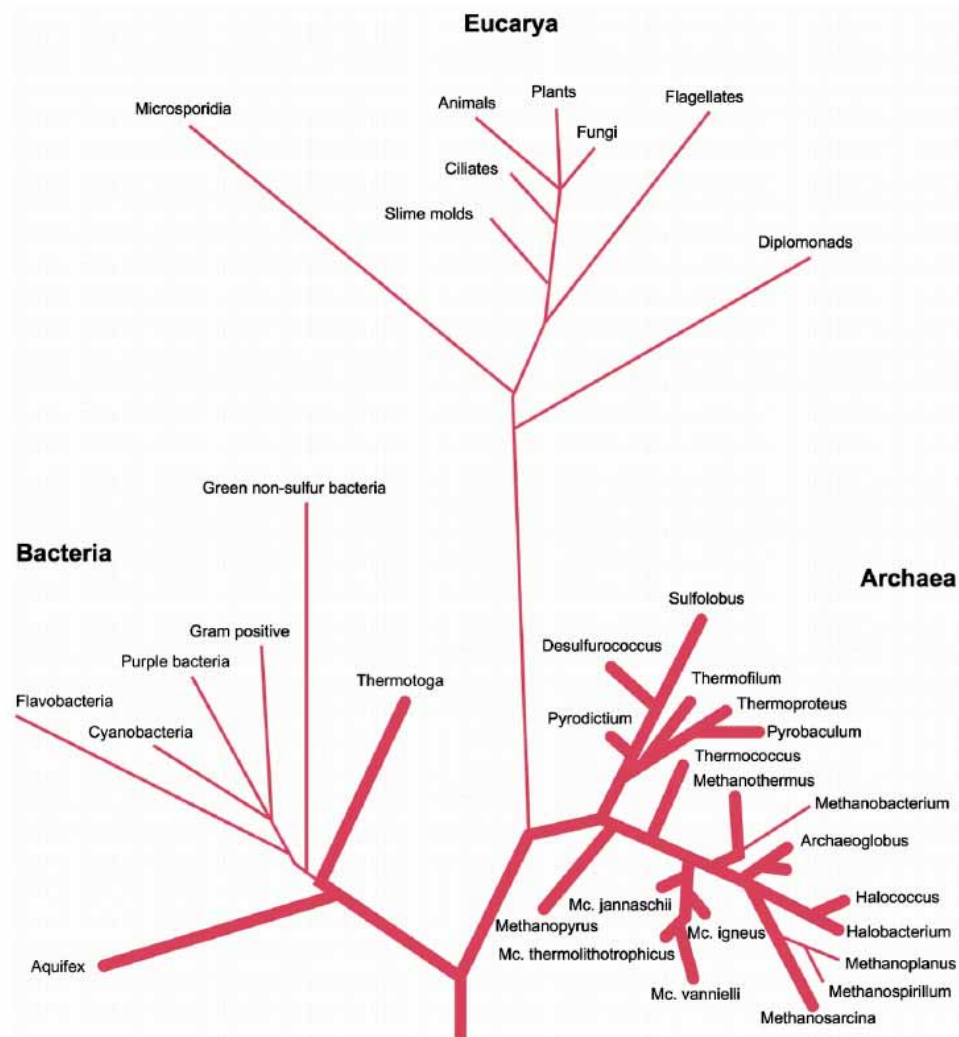 Eucarya
Microsporidia
Animals
Plants
Flagellates
Fungi
Ciliates
Slime molds
Diplomonads
Green non-sulfur bacteria
Bacteria
Archaea
Sulfolobus
Gram positive
Desulfurococcus
Purple bacteria
Thermotoga
Thermofilum
Flavobacteria
Thermoproteus
Cyanobacteria
Pyrodictium
Pyrobaculum
Thermococcus
Methanothermus
Methanobacterium
Archaeoglobus
Mc. jannaschii
Halococcus
Methanopyrus
Mc. igneus
Halobacterium
Mc. thermolithotrophicus
Aquifex
Methanoplanus
Mc. vannielli
Methanospirillum
Methanosarcina